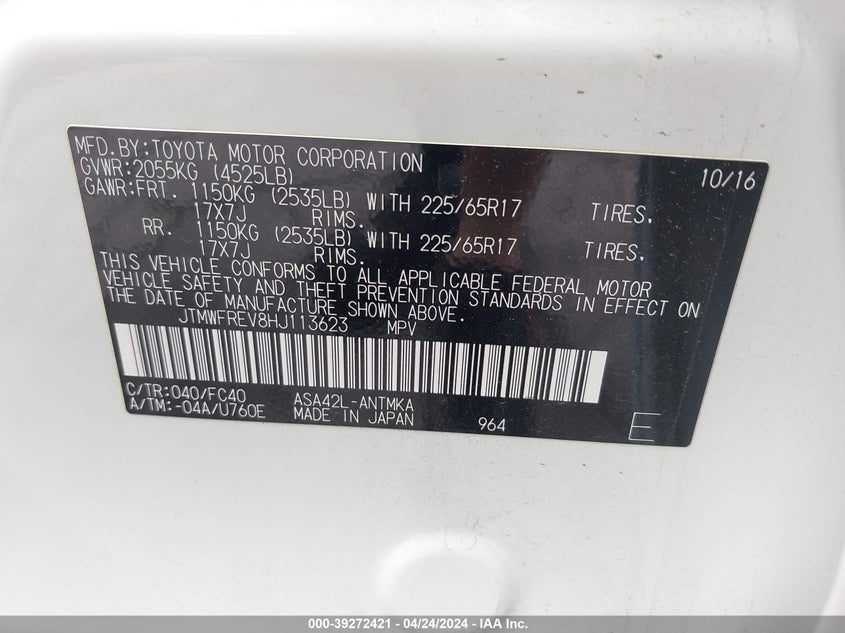 MFD.BY:TOYOTA MOTOR CORPORATION 10/16
GVWR:2055KG (4525LB)
GAWR:FRT. 1150KG (2535LB) WITH 225/65R17 TIRES,
17X7J RIMS.
RR. 1150KG (2535LB) WITH 225/65R17 TIRES,
17X7J RIMS.
THIS VEHICLE CONFORMS TO ALL APPLICABLE FEDERAL MOTOR
VEHICLE SAFETY AND THEFT PREVENTION STANDARDS IN EFFECT ON
THE DATE OF MANUFACTURE SHOWN ABOVE.
JTMWFREV8HJ113623 MPV
C/TR:040/FC40 ASA42L-ANTMKA
A/TM:-04A/U760E MADE IN JAPAN 964 E
000-39272421 - 04/24/2024 - IAA Inc.